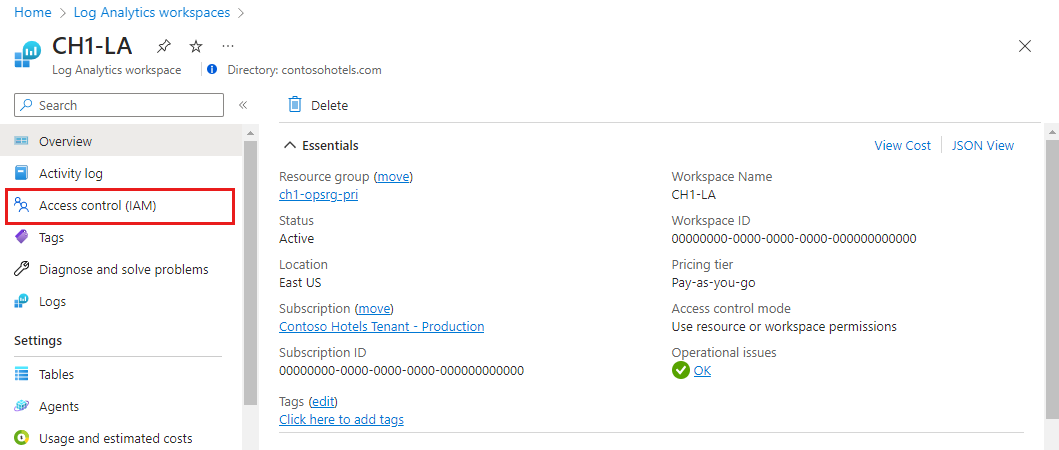 Home > Log Analytics workspaces >
CH1-LA
Log Analytics workspace
Directory: contosohotels.com
Search
Overview
Activity log
Access control (IAM)
Tags
Diagnose and solve problems
Logs
Settings
Tables
Agents
Usage and estimated costs
Delete
Essentials
View Cost
JSON View
Resource group (move)
ch1-opsrg-pri
Status
Active
Location
East US
Subscription (move)
Contoso Hotels Tenant - Production
Subscription ID
00000000-0000-0000-0000-000000000000
Tags (edit)
Click here to add tags
Workspace Name
CH1-LA
Workspace ID
00000000-0000-0000-0000-000000000000
Pricing tier
Pay-as-you-go
Access control mode
Use resource or workspace permissions
Operational issues
OK